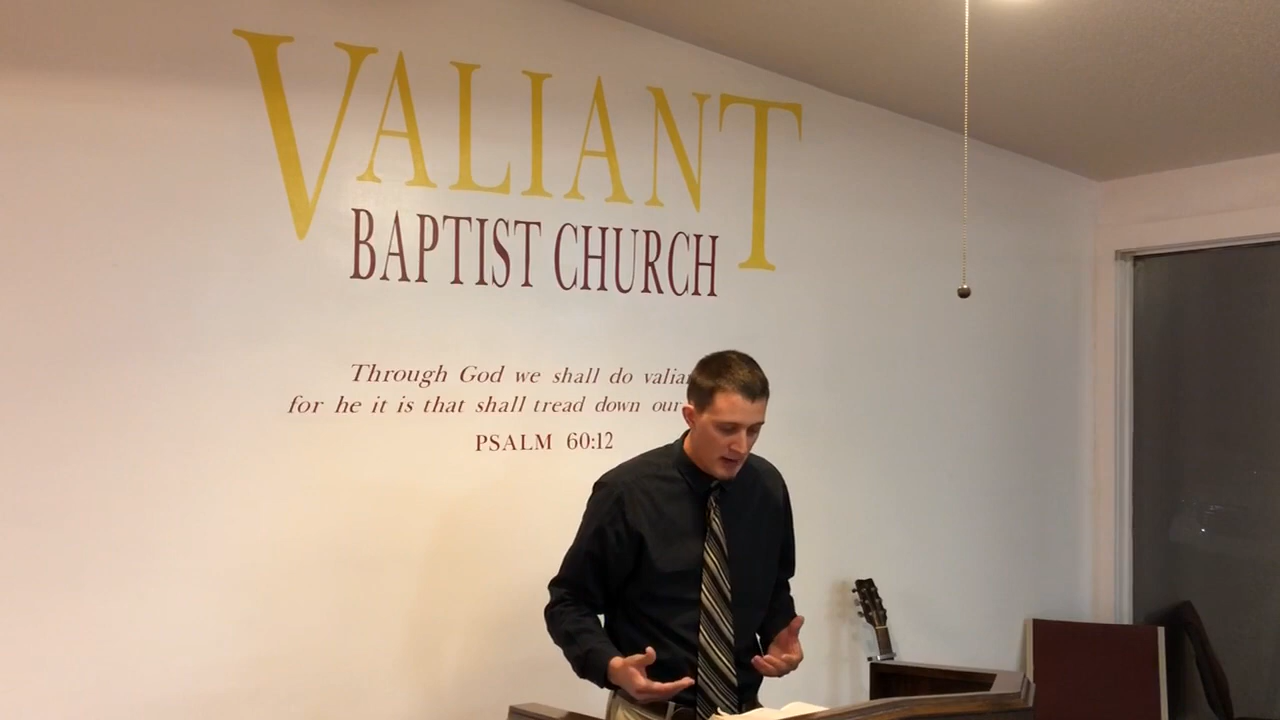 VALIANT
BAPTIST CHURCH
Through God we shall do
for he it is that shall tread down our
PSALM 60:12